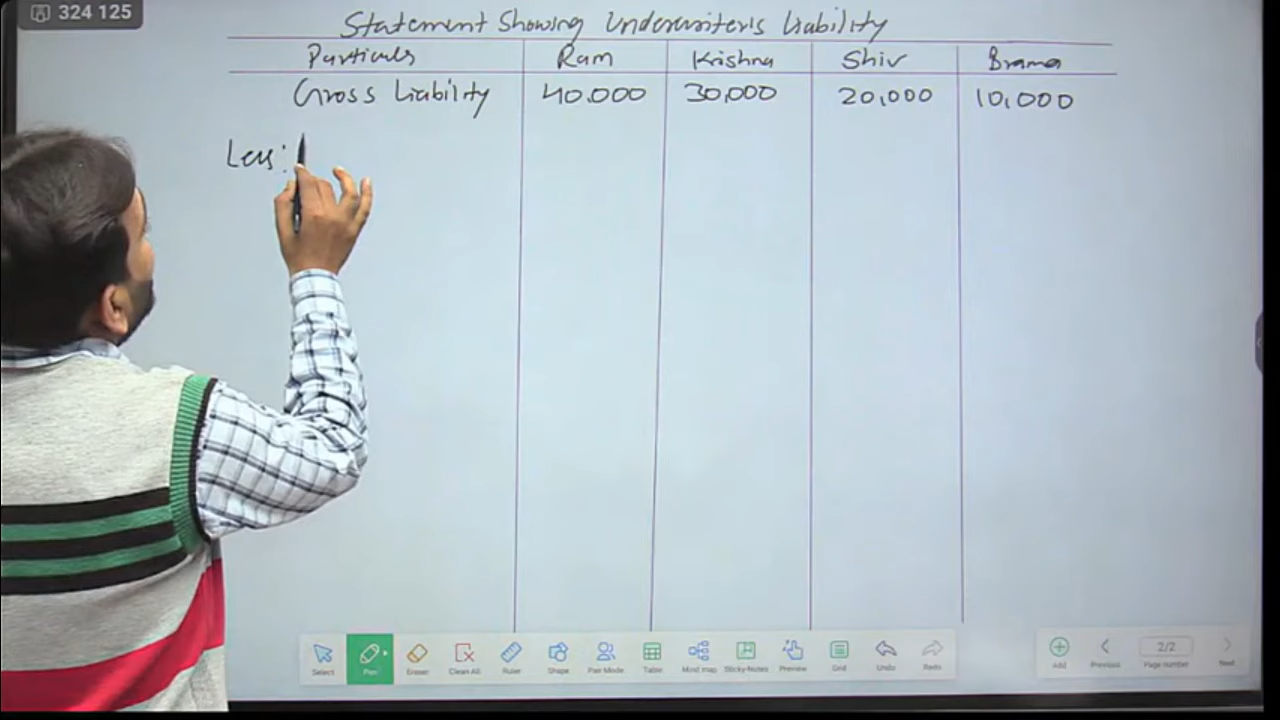 324 125
Statement Showing Underwriter's Liability
Particulars Ram Krishna Shiv Brama
Gross Liability 40,000 30,000 20,000 10,000
Less:
Select Pen Eraser Clean All Ruler Shape Pair Mode Table Mind map Sticky-Notes Preview Grid Undo Redo Add Previous 2/2 Page number Next